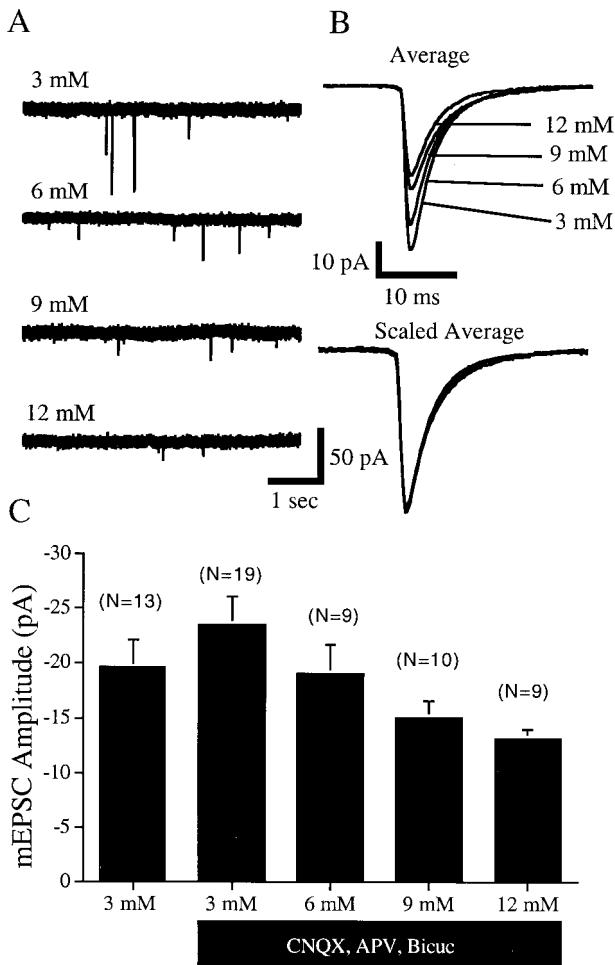 A
3 mM
6 mM
9 mM
12 mM
50 pA
1 sec
B
Average
12 mM
9 mM
6 mM
3 mM
10 pA
10 ms
Scaled Average
C
mEPSC Amplitude (pA)
-30
-25
-20
-15
-10
-5
0
(N=13)
(N=19)
(N=9)
(N=10)
(N=9)
3 mM 3 mM 6 mM 9 mM 12 mM
CNQX, APV, Bicuc